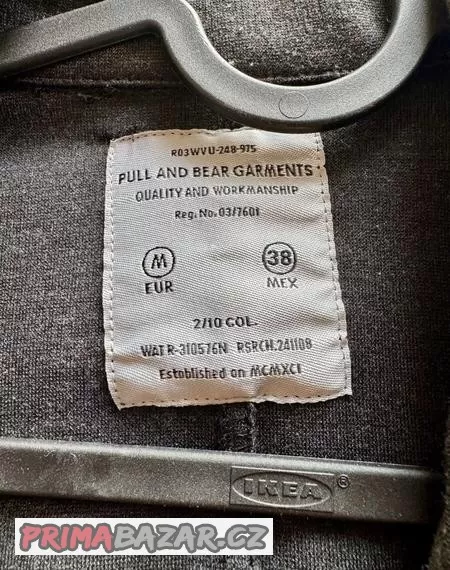 R03WVU-248-975
PULL AND BEAR GARMENTS
QUALITY AND WORKMANSHIP
Reg. No. 03/7601
M 38
EUR MEX
2/10 COL.
WAT R-310576N RSRCH.241108
Established on MCMXCI
IKEA ®
PRIMABAZAR.CZ